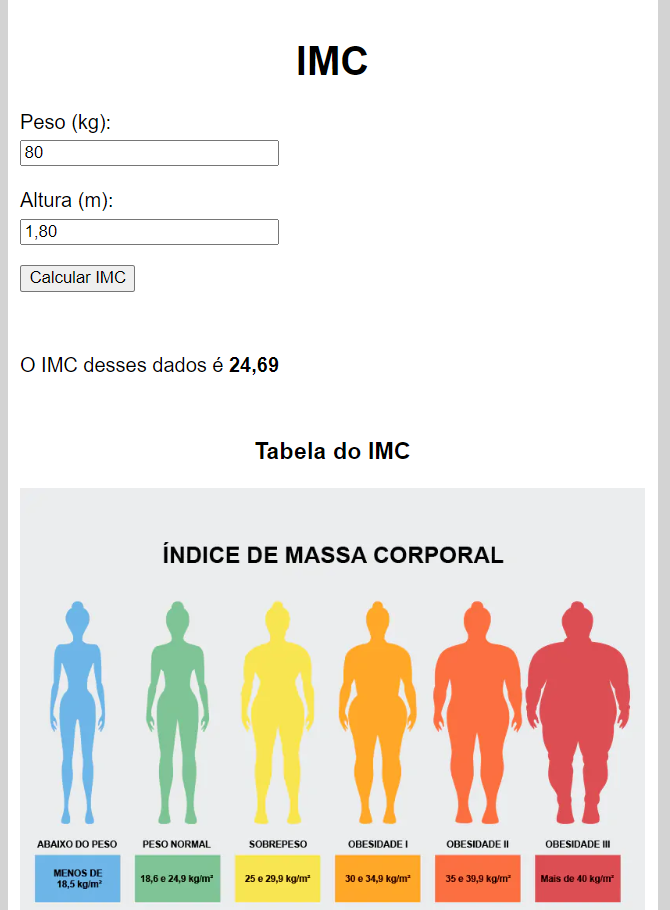 IMC
Peso (kg):
80
Altura (m):
1,80
Calcular IMC
O IMC desses dados é 24,69
Tabela do IMC
ÍNDICE DE MASSA CORPORAL
ABAIXO DO PESO PESO NORMAL SOBREPESO OBESIDADE I OBESIDADE II OBESIDADE III
MENOS DE
18,5 kg/m² 18,6 e 24,9 kg/m² 25 e 29,9 kg/m² 30 e 34,9 kg/m² 35 e 39,9 kg/m² Mais de 40 kg/m²